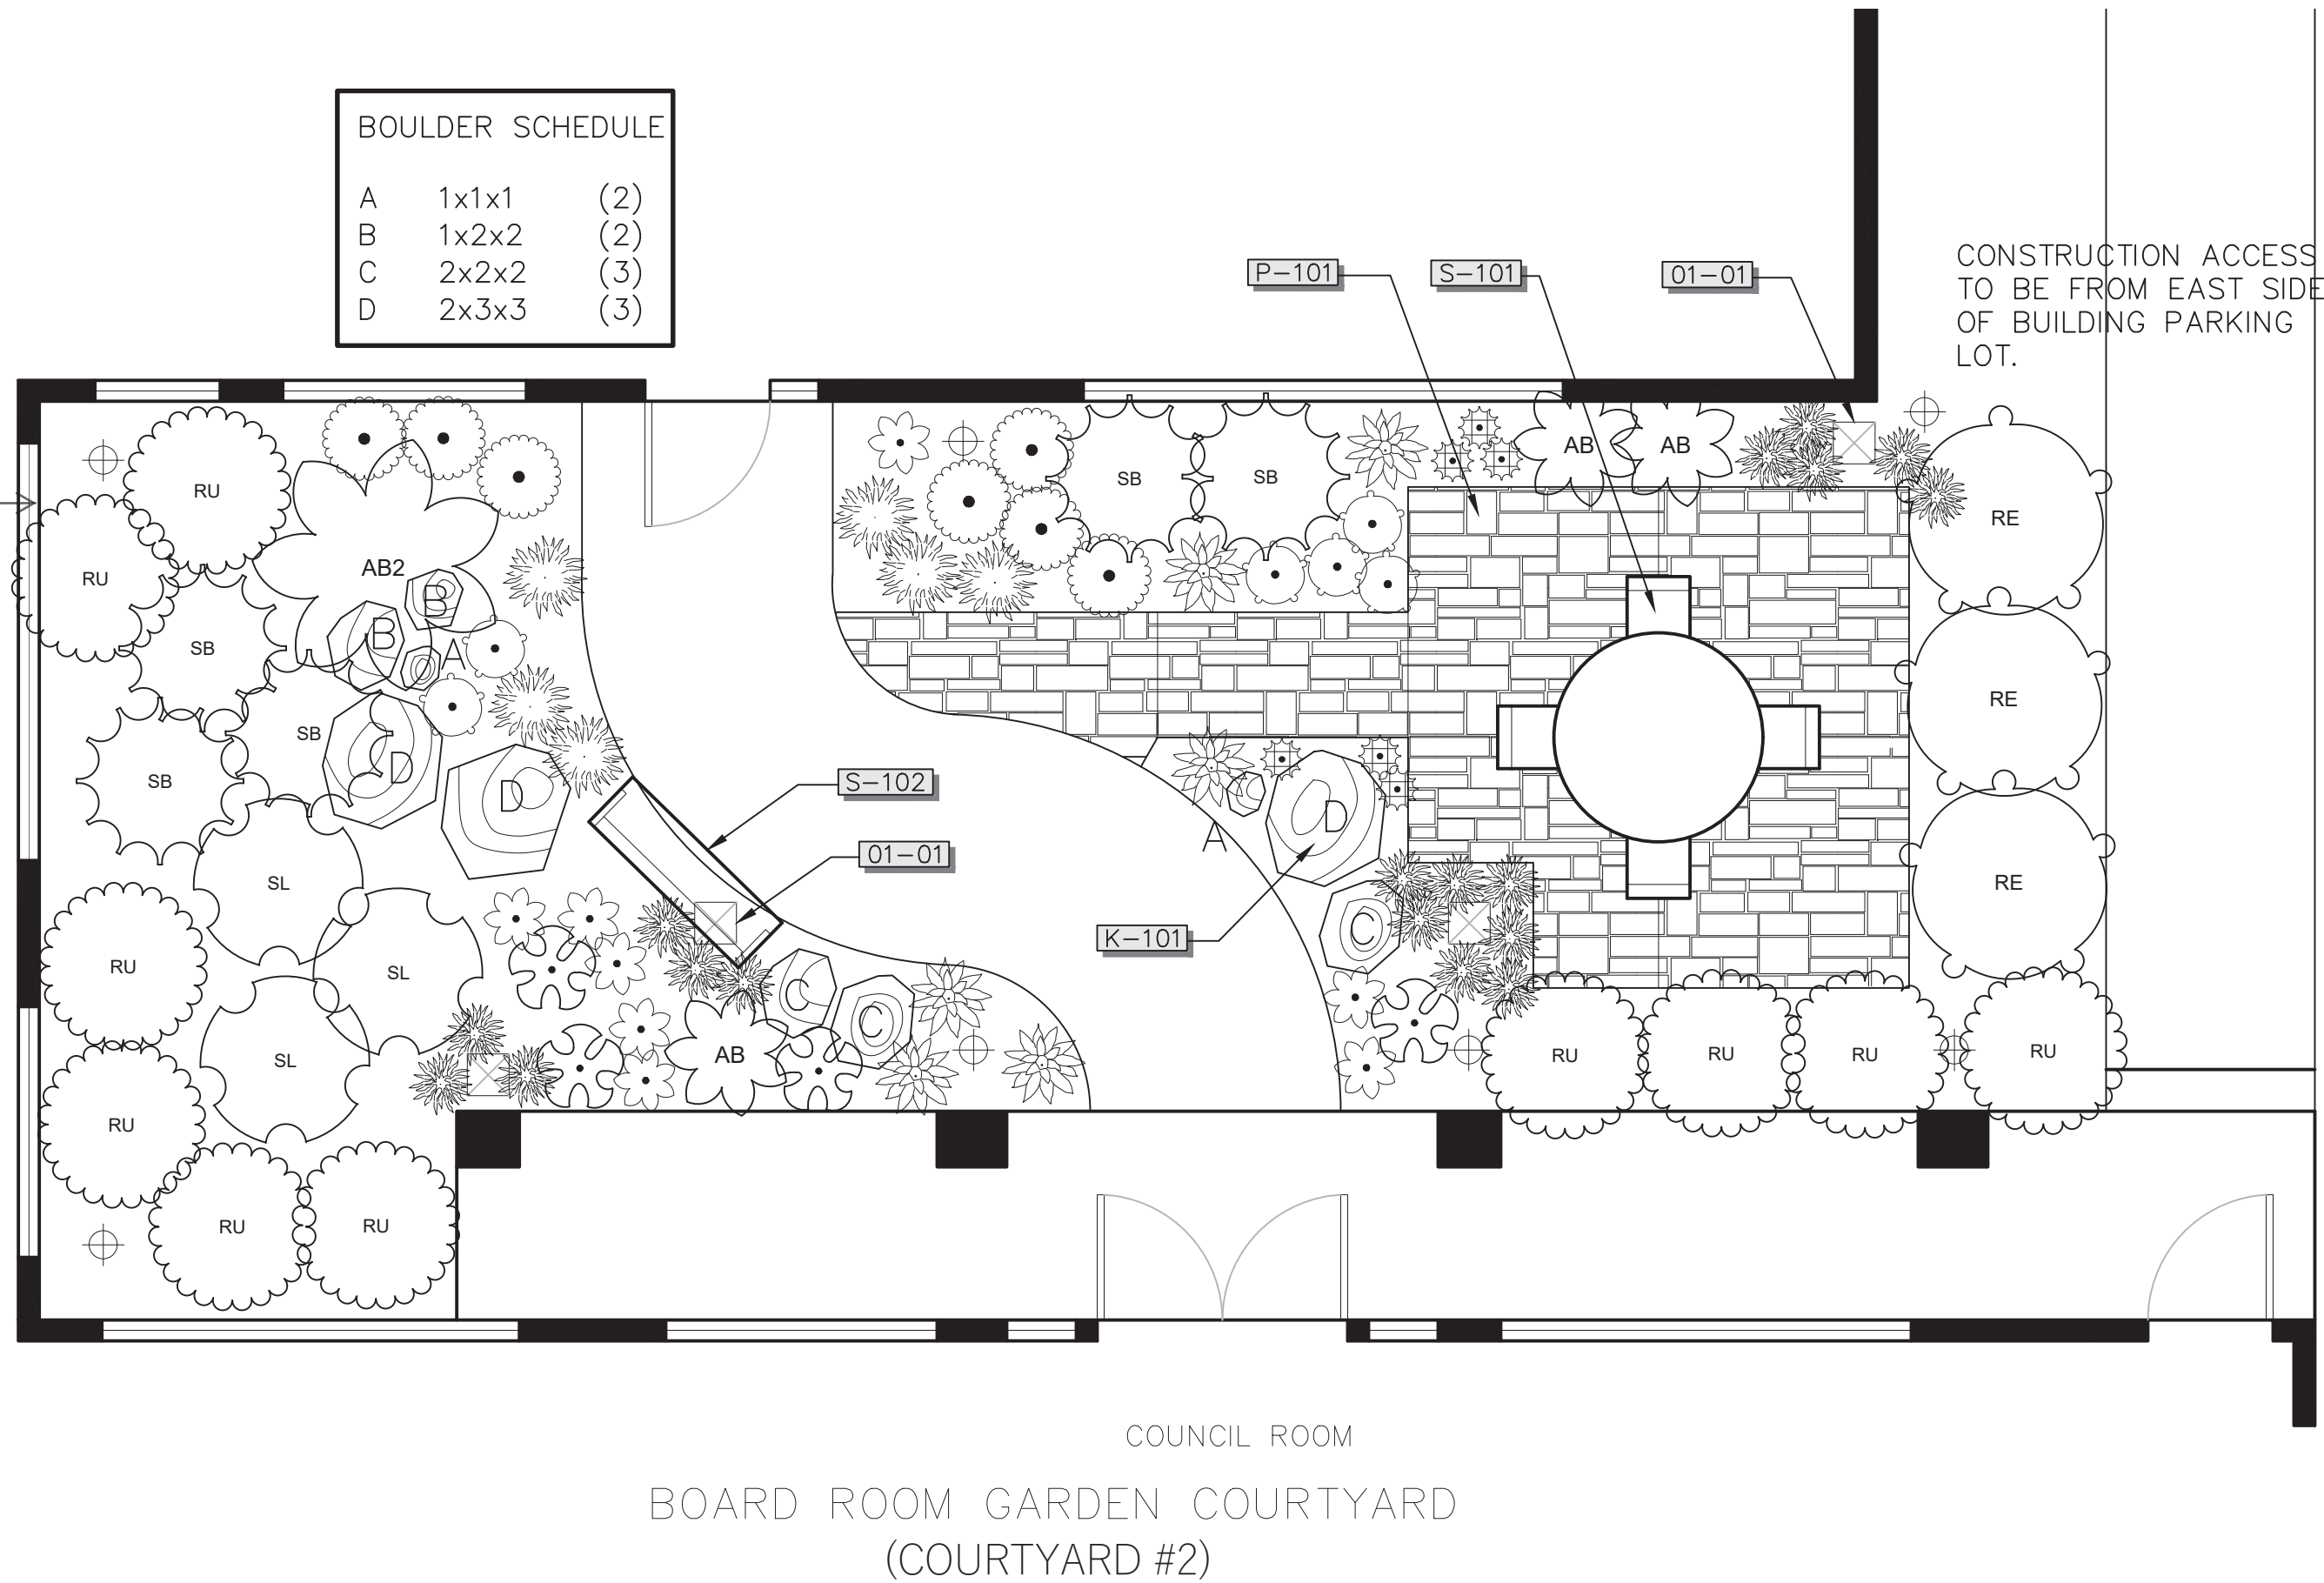 BOULDER SCHEDULE
A 1x1x1 (2)
B 1x2x2 (2)
C 2x2x2 (3)
D 2x3x3 (3)
P-101
S-101
01-01
CONSTRUCTION ACCESS
TO BE FROM EAST SIDE
OF BUILDING PARKING
LOT.
AB
AB
SB
SB
RU
RE
AB2
RU
B
B
A
SB
RE
SB
D
SB
D
S-102
D
A
01-01
SL
RE
C
K-101
RU
SL
C
C
RU
RU
RU
RU
AB
SL
RU
RU
RU
COUNCIL ROOM
BOARD ROOM GARDEN COURTYARD
(COURTYARD #2)